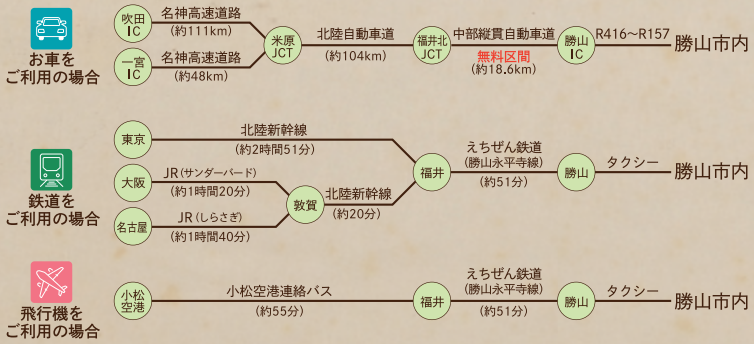 お車を
ご利用の場合
吹田
IC
名神高速道路
(約111km)
一宮
IC
名神高速道路
(約48km)
米原
JCT
北陸自動車道
(約104km)
福井北
JCT
中部縦貫自動車道
無料区間
(約18.6km)
勝山
IC
R416〜R157
勝山市内
鉄道を
ご利用の場合
東京
北陸新幹線
(約2時間51分)
大阪
JR(サンダーバード)
(約1時間20分)
名古屋
JR(しらさぎ)
(約1時間40分)
敦賀
北陸新幹線
(約20分)
福井
えちぜん鉄道
(勝山永平寺線)
(約51分)
勝山
タクシー
勝山市内
飛行機を
ご利用の場合
小松
空港
小松空港連絡バス
(約55分)
福井
えちぜん鉄道
(勝山永平寺線)
(約51分)
勝山
タクシー
勝山市内